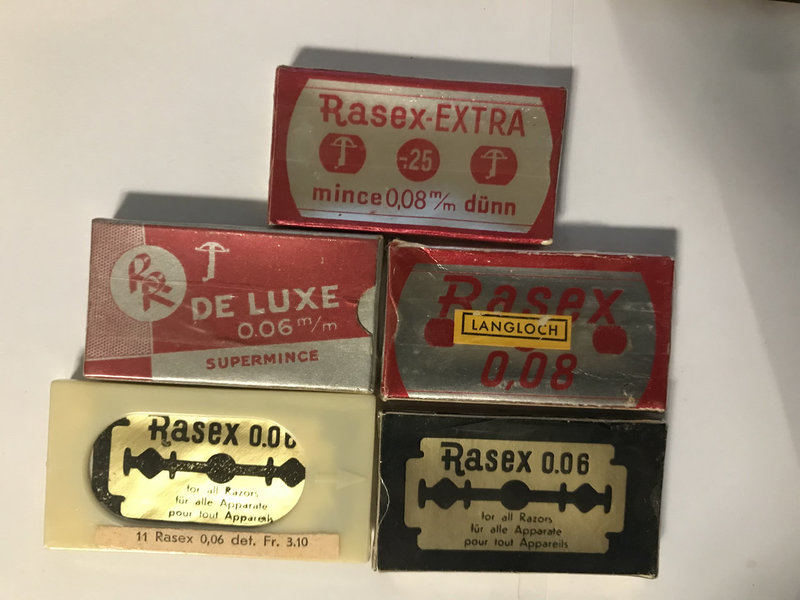 Rasex-EXTRA
-.25
mince 0,08 m/m dünn
RX
DE LUXE
0.06 m/m
SUPERMINCE
Rasex
LANGLOCH
0,08
Rasex 0.06
for all Razors
für alle Apparate
pour tout Appareils
11 Rasex 0,06 det. Fr. 3.10
Rasex 0.06
for all Razors
für alle Apparate
pour tout Appareils